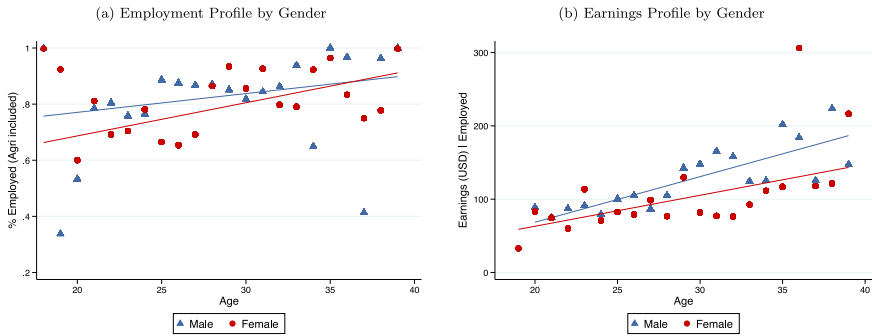 (a) Employment Profile by Gender
% Employed (Agri included)
1
.8
.6
.4
.2
20 25 30 35 40
Age
Male Female
(b) Earnings Profile by Gender
Earnings (USD) | Employed
300
200
100
0
20 25 30 35 40
Age
Male Female